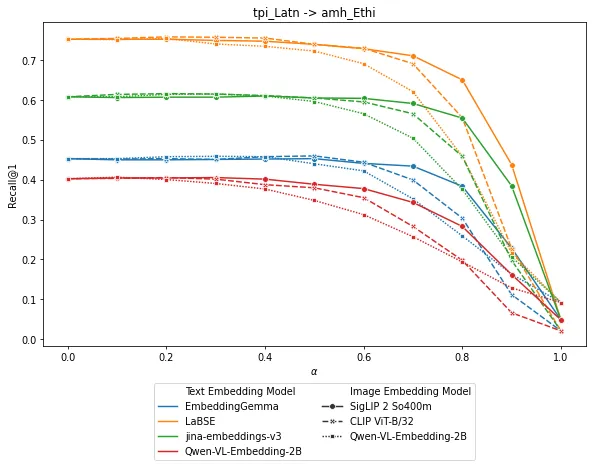 tpi_Latn -> amh_Ethi
Recall@1
0.7
0.6
0.5
0.4
0.3
0.2
0.1
0.0
0.0 0.2 0.4 0.6 0.8 1.0
α
Text Embedding Model Image Embedding Model
EmbeddingGemma SigLIP 2 So400m
LaBSE CLIP ViT-B/32
jina-embeddings-v3 Qwen-VL-Embedding-2B
Qwen-VL-Embedding-2B